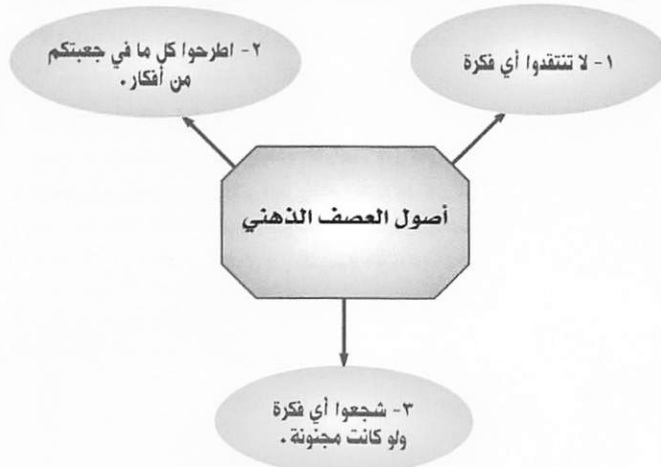 ١- لا تنتقدوا أي فكرة
٢- اطرحوا كل ما في جعبتكم
من أفكار.
أصول العصف الذهني
٣- شجعوا أي فكرة
ولو كانت مجنونة.